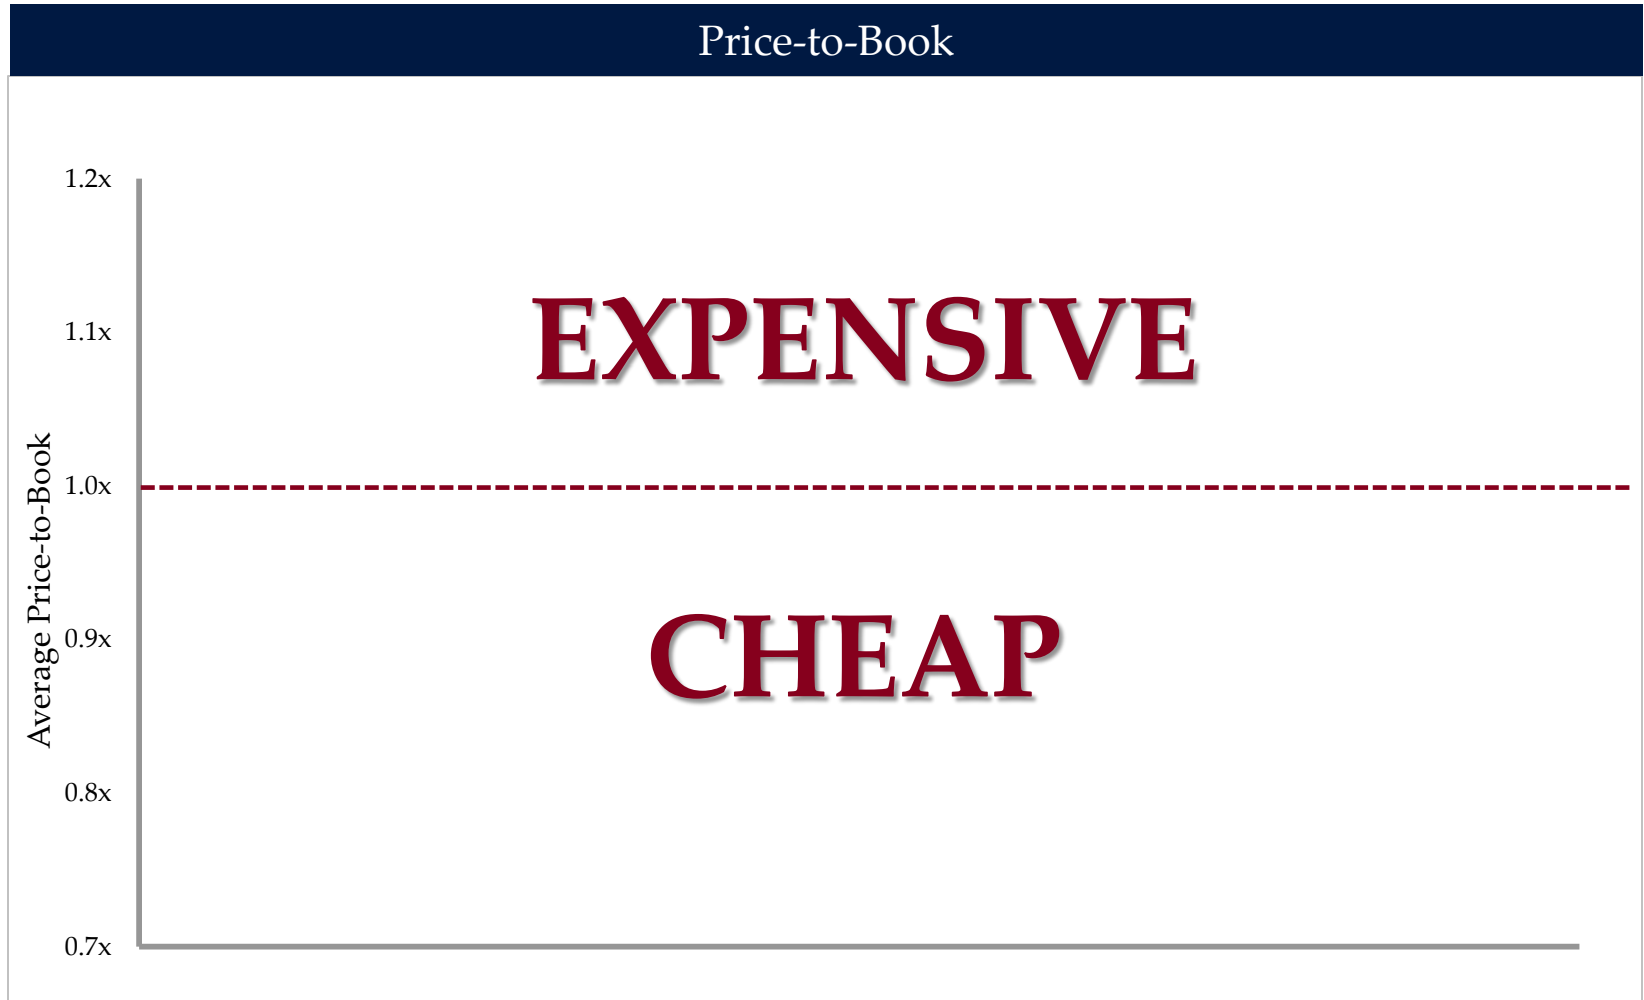 Price-to-Book
1.2x
EXPENSIVE
1.1x
Average Price-to-Book
1.0x
CHEAP
0.9x
0.8x
0.7x